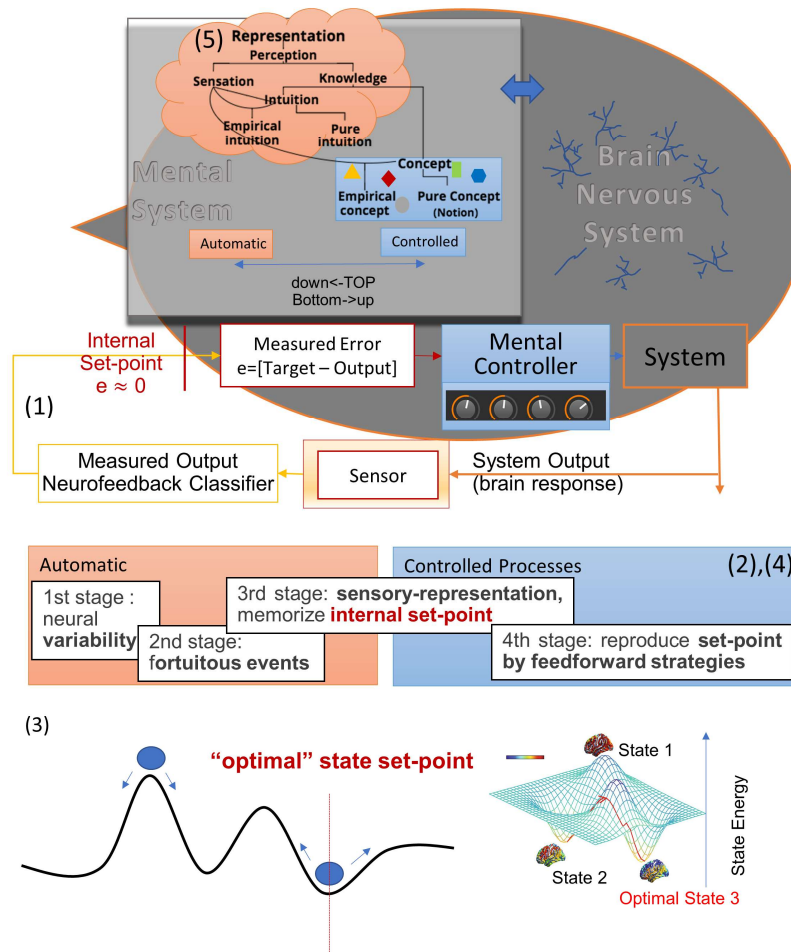 (5)
Representation
Perception
Sensation
Knowledge
Intuition
Empirical
intuition
Pure
intuition
Concept
Empirical
concept
Pure Concept
(Notion)
Mental
System
Brain
Nervous
System
Automatic
Controlled
down<-TOP
Bottom->up
Internal
Set-point
e ≈ 0
Measured Error
e=[Target – Output]
Mental
Controller
System
(1)
Measured Output
Neurofeedback Classifier
Sensor
System Output
(brain response)
Automatic
Controlled Processes
(2),(4)
1st stage :
neural
variability
2nd stage:
fortuitous events
3rd stage: sensory-representation,
memorize internal set-point
4th stage: reproduce set-point
by feedforward strategies
(3)
“optimal” state set-point
State 1
State 2
Optimal State 3
State Energy